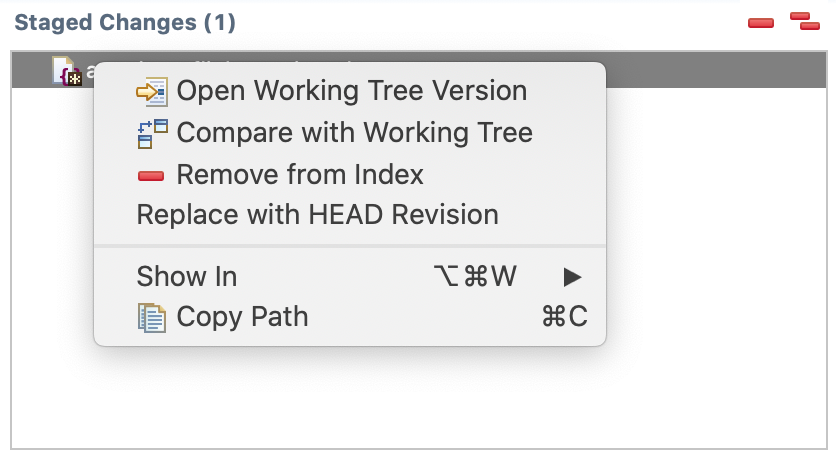 Staged Changes (1)
Open Working Tree Version
Compare with Working Tree
Remove from Index
Replace with HEAD Revision
Show In ⌥⌘W ▶
Copy Path ⌘C